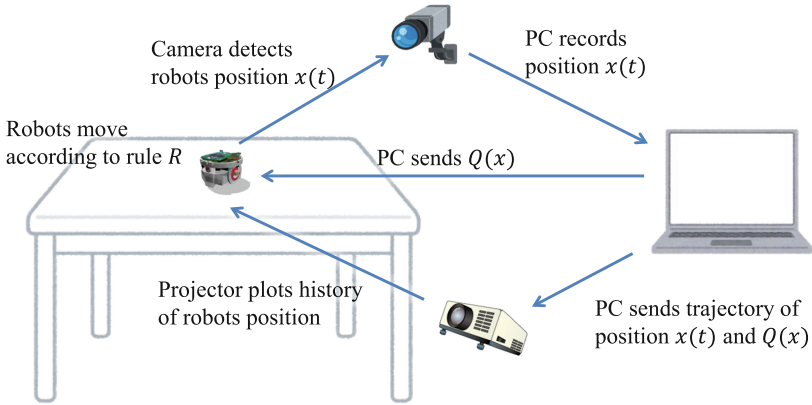 Camera detects
robots position x(t)
PC records
position x(t)
Robots move
according to rule R
PC sends Q(x)
Projector plots history
of robots position
PC sends trajectory of
position x(t) and Q(x)